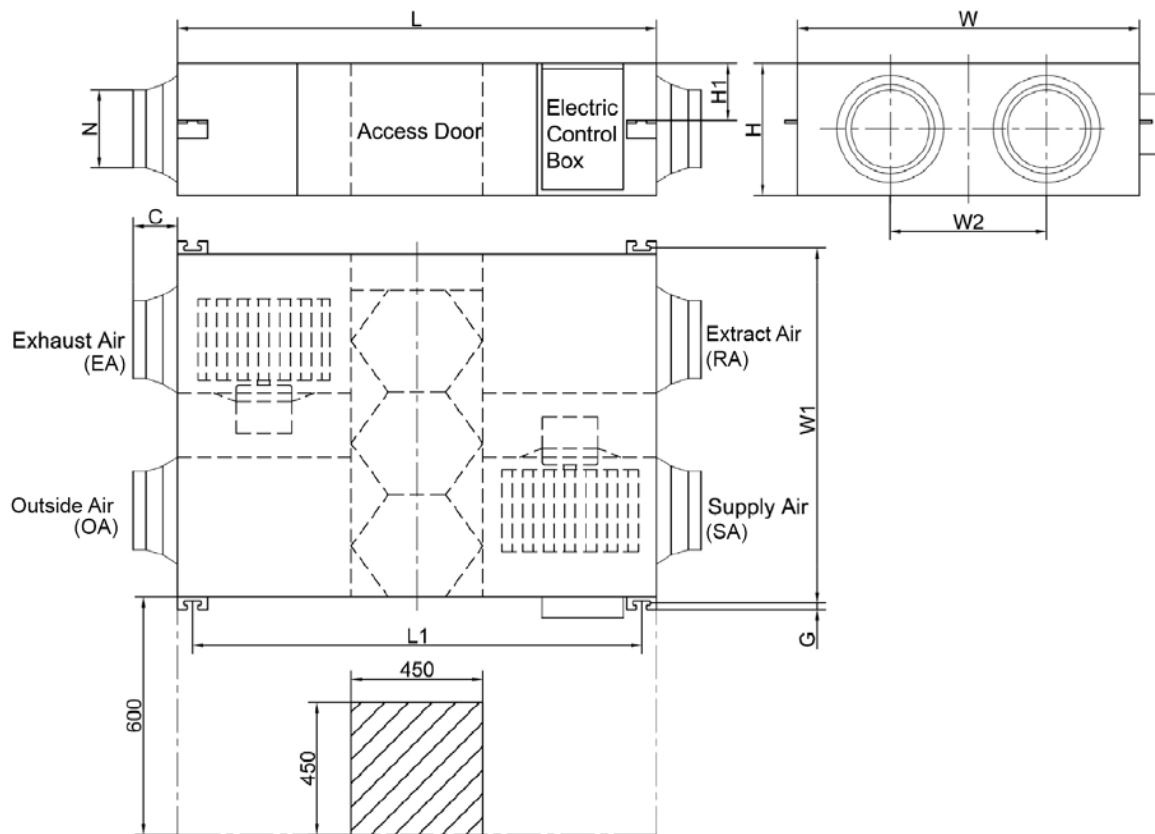 L
W
N
Access Door
Electric
Control
Box
H1
H
W2
C
Exhaust Air
(EA)
Extract Air
(RA)
W1
Outside Air
(OA)
Supply Air
(SA)
G
L1
450
600
450